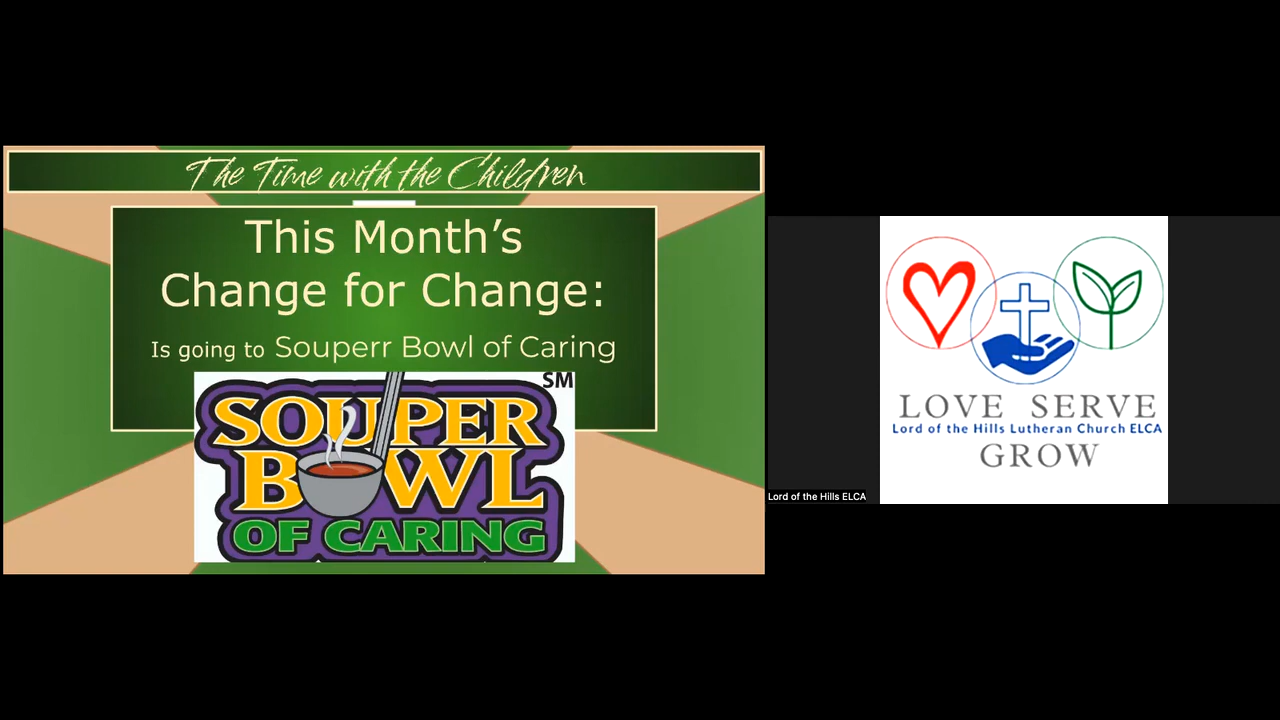 The Time with the Children
This Month's
Change for Change:
Is going to Souperr Bowl of Caring
SM
SOUPER
BOWL
OF CARING
LOVE SERVE
Lord of the Hills Lutheran Church ELCA
GROW
Lord of the Hills ELCA